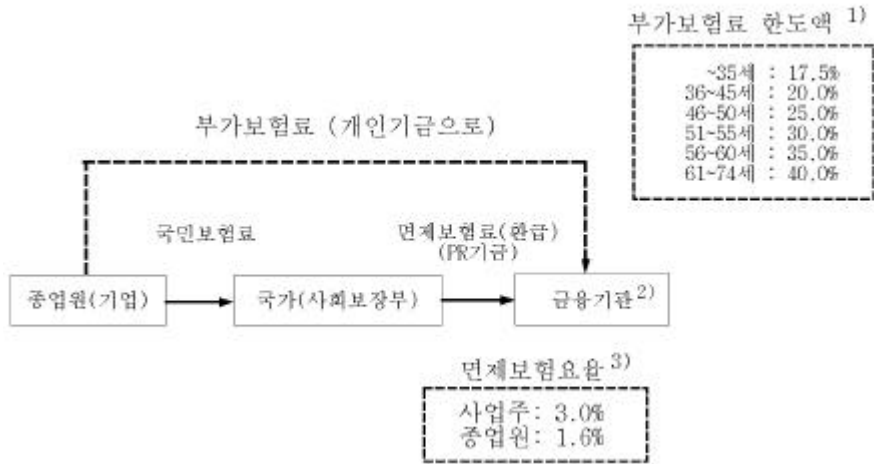 부가보험료 한도액 1)
~35세 : 17.5%
36~45세 : 20.0%
46~50세 : 25.0%
51~55세 : 30.0%
56~60세 : 35.0%
61~74세 : 40.0%
부가보험료 (개인기금으로)
국민보험료
면제보험료(환급)
(PR기금)
종업원(기업)
국가(사회보장부)
금융기관2)
면제보험요율3)
사업주: 3.0%
종업원: 1.6%